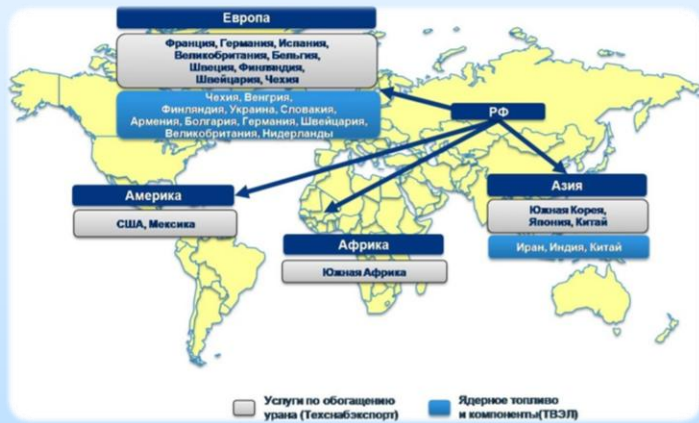 Европа
Франция, Германия, Испания,
Великобритания, Бельгия,
Швеция, Финляндия,
Швейцария, Чехия
Чехия, Венгрия,
Финляндия, Украина, Словакия,
Армения, Болгария, Германия, Швейцария,
Великобритания, Нидерланды
РФ
Америка
США, Мексика
Африка
Южная Африка
Азия
Южная Корея,
Япония, Китай
Иран, Индия, Китай
Услуги по обогащению
урана (Техснабэкспорт)
Ядерное топливо
и компоненты(ТВЭЛ)